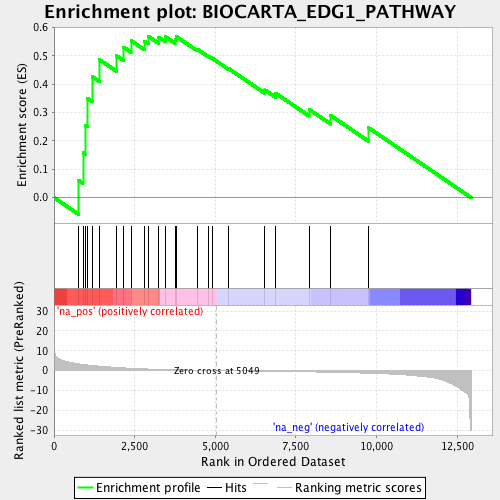 Enrichment plot: BIOCARTA_EDG1_PATHWAY
Enrichment score (ES)
0.6
0.5
0.4
0.3
0.2
0.1
0.0
'na_pos' (positively correlated)
Ranked list metric (PreRanked)
30
20
10
0
-10
-20
-30
Zero cross at 5049
'na_neg' (negatively correlated)
0
2,500
5,000
7,500
10,000
12,500
Rank in Ordered Dataset
Enrichment profile
Hits
Ranking metric scores